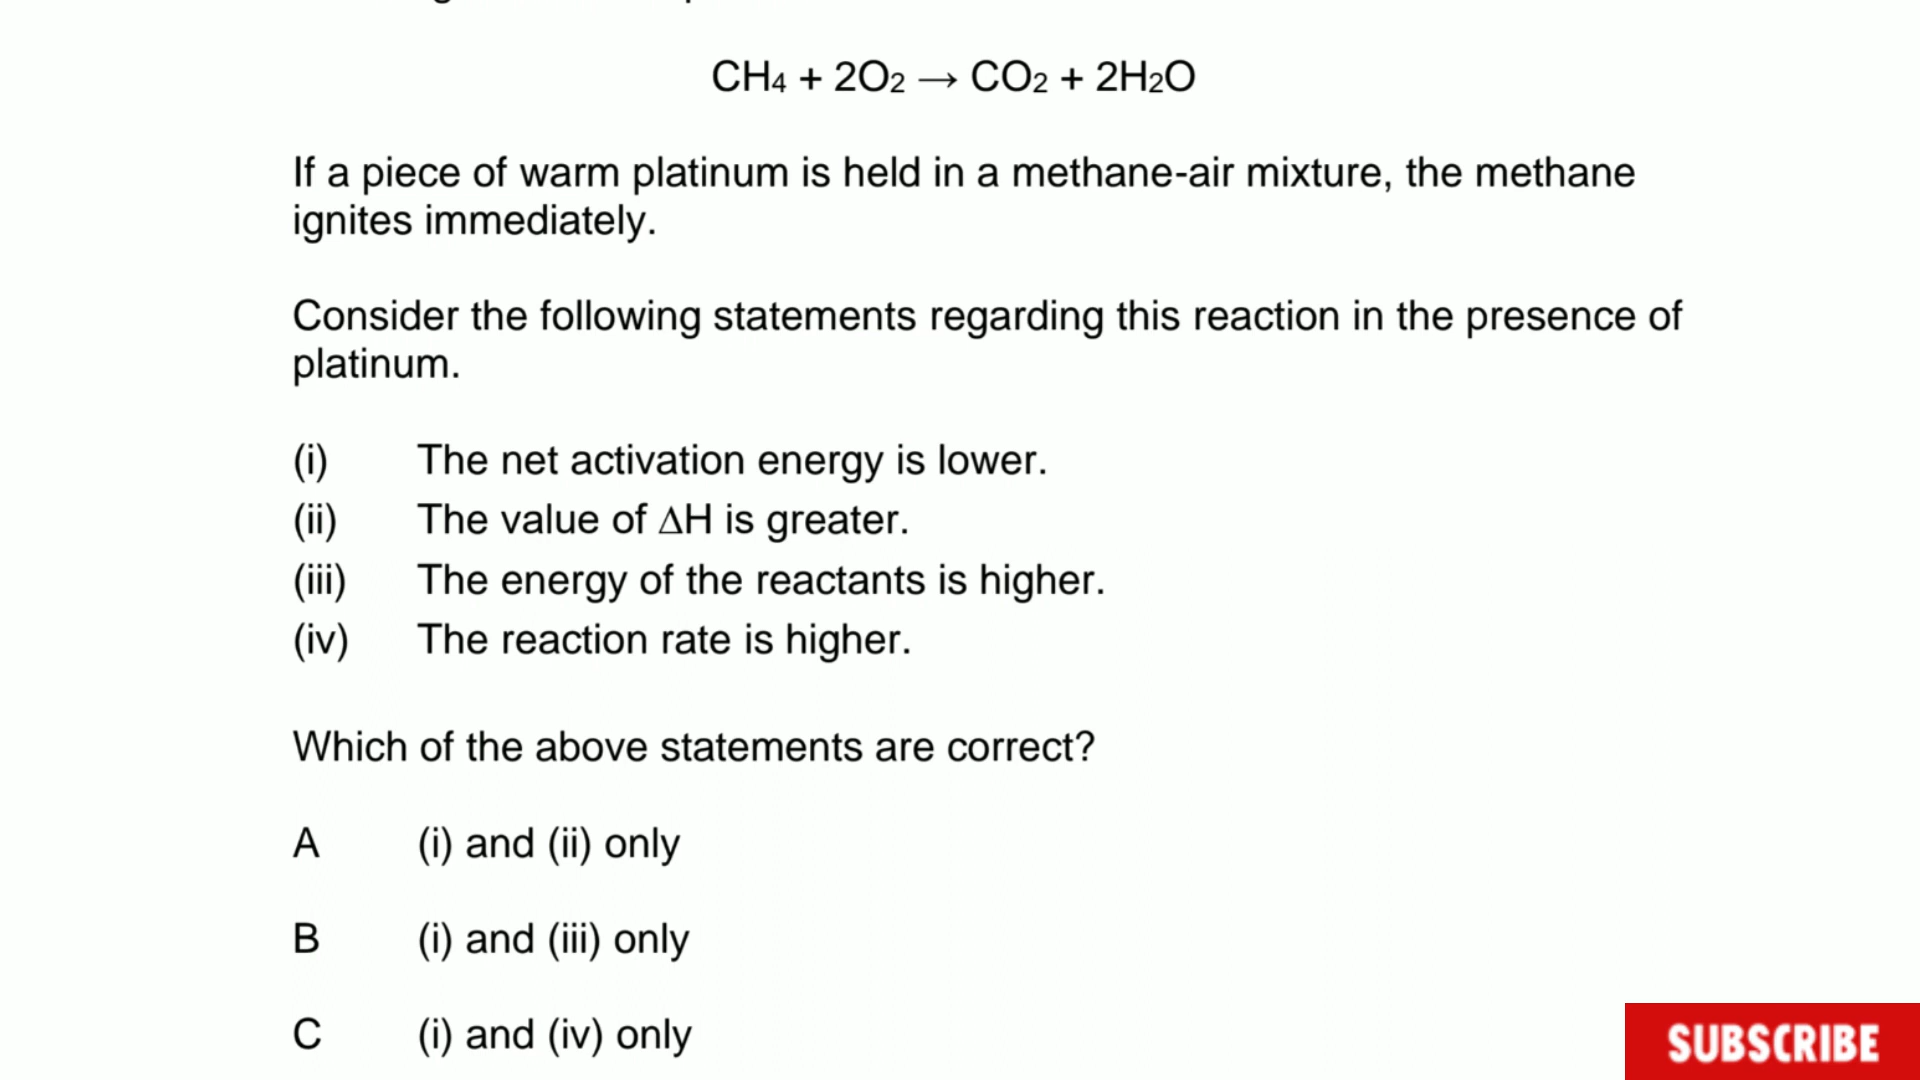 CH₄ + 2O₂ → CO₂ + 2H₂O
If a piece of warm platinum is held in a methane-air mixture, the methane
ignites immediately.
Consider the following statements regarding this reaction in the presence of
platinum.
(i) The net activation energy is lower.
(ii) The value of ∆H is greater.
(iii) The energy of the reactants is higher.
(iv) The reaction rate is higher.
Which of the above statements are correct?
A (i) and (ii) only
B (i) and (iii) only
C (i) and (iv) only
SUBSCRIBE